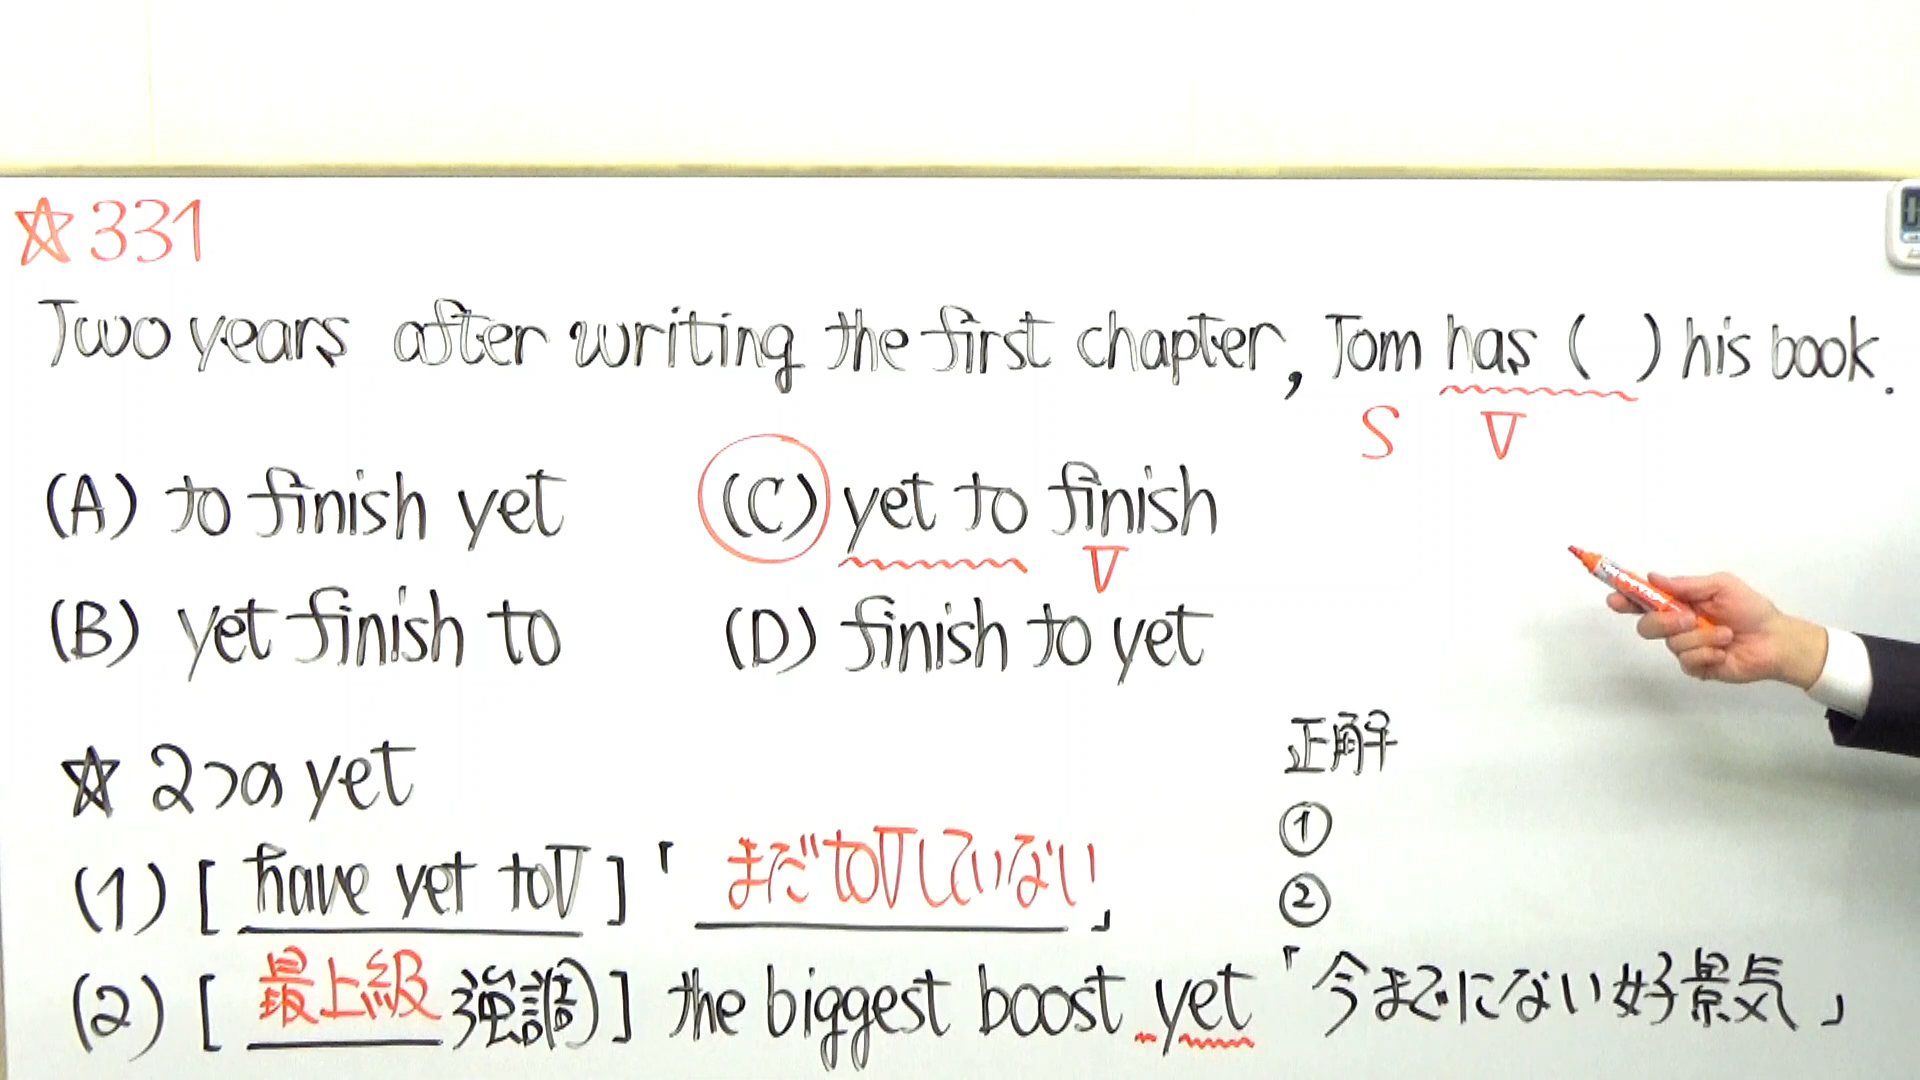 ☆331
Two years after writing the first chapter, Tom has ( ) his book.
S V
(A) to finish yet (C) yet to finish
V
(B) yet finish to (D) finish to yet
☆ 2つの yet
正解
①
(1) [ have yet toV ] 「まだtoVしていない」
②
(2) [ 最上級 強調 ] the biggest boost yet 「今までにない好景気」